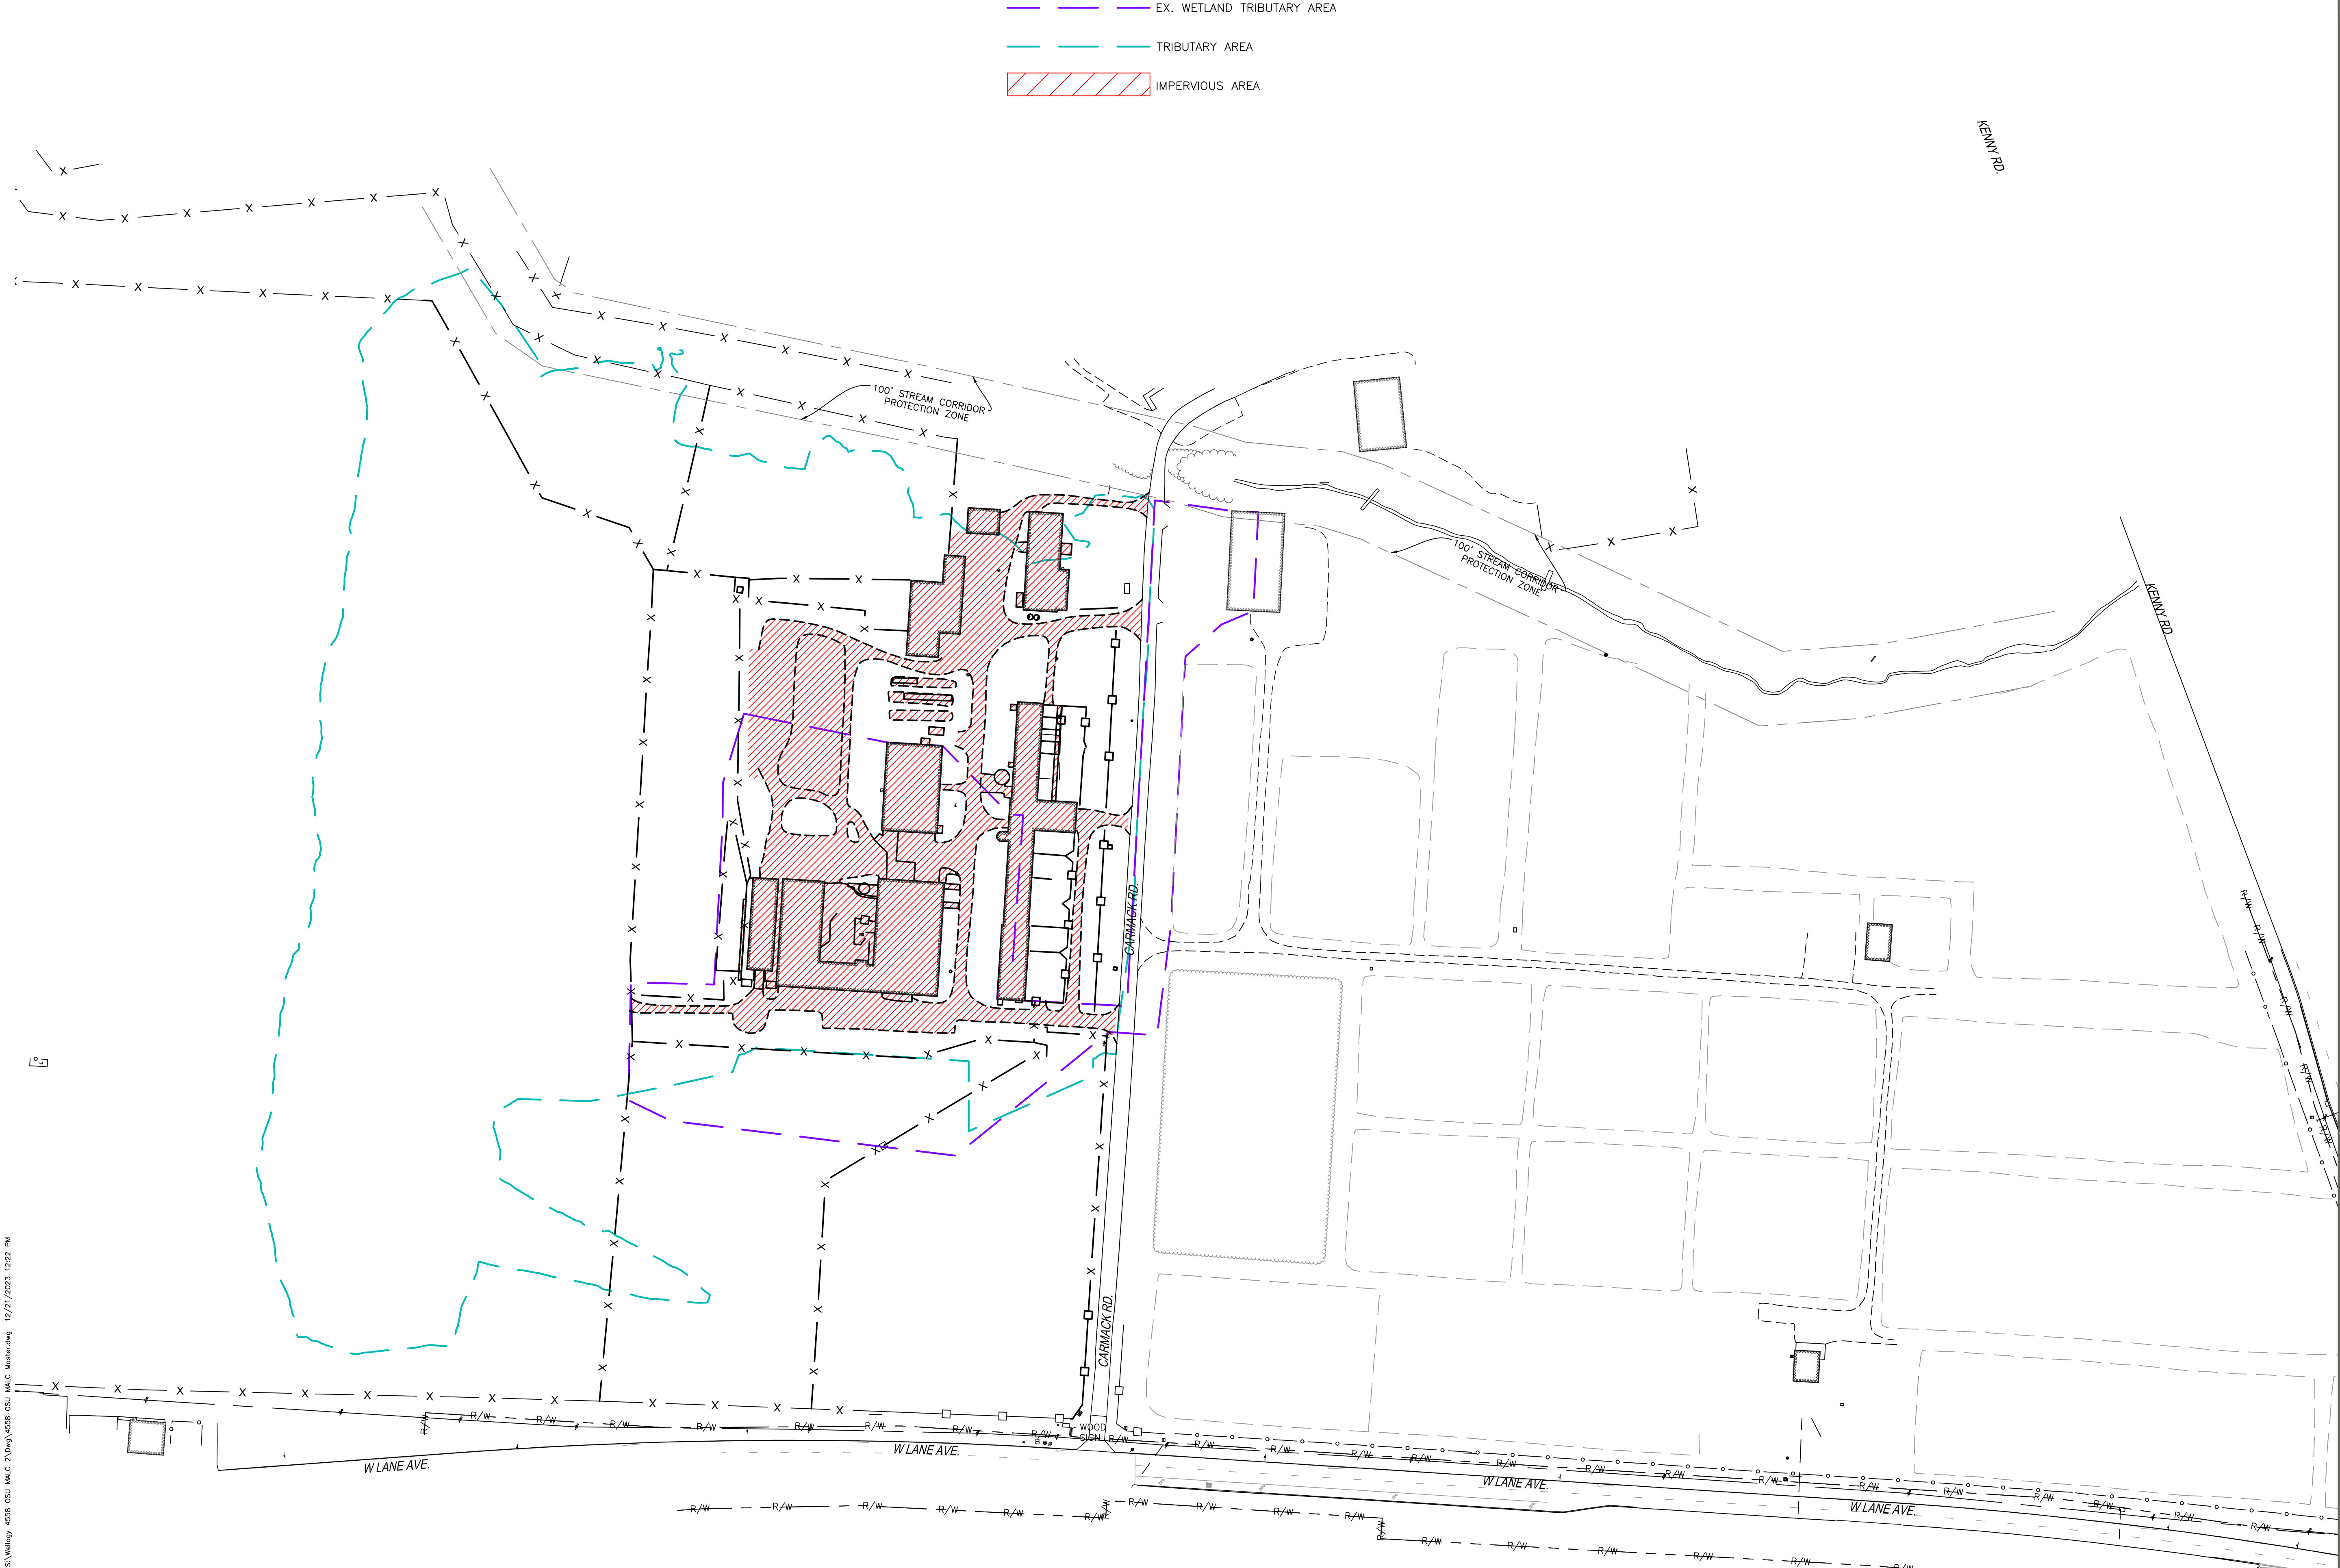 EX. WETLAND TRIBUTARY AREA
TRIBUTARY AREA
IMPERVIOUS AREA
KENNY RD.
100' STREAM CORRIDOR
PROTECTION ZONE
100' STREAM CORRIDOR
PROTECTION ZONE
KENNY RD.
CARMACK RD.
CARMACK RD.
WOOD
SIGN
W LANE AVE.
W LANE AVE.
W LANE AVE.
W LANE AVE.
R/W R/W R/W R/W R/W R/W R/W R/W R/W R/W R/W R/W R/W R/W R/W R/W R/W R/W R/W R/W R/W R/W R/W
R/W R/W R/W R/W R/W R/W R/W R/W R/W R/W R/W R/W R/W R/W R/W R/W R/W
R/W
R/W
R/W
R/W
R/W
S:\Wellogy 4558 OSU MALC 2\Dwg\4558 OSU MALC Master.dwg 12/21/2023 12:22 PM